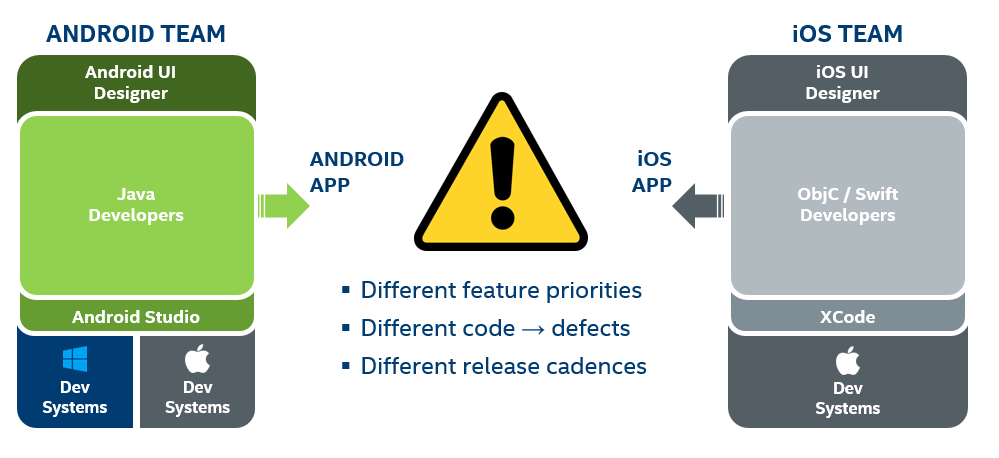 ANDROID TEAM
Android UI
Designer
Java
Developers
Android Studio
Dev
Systems
Dev
Systems
ANDROID
APP
iOS
APP
▪ Different feature priorities
▪ Different code → defects
▪ Different release cadences
iOS TEAM
iOS UI
Designer
ObjC / Swift
Developers
XCode
Dev
Systems